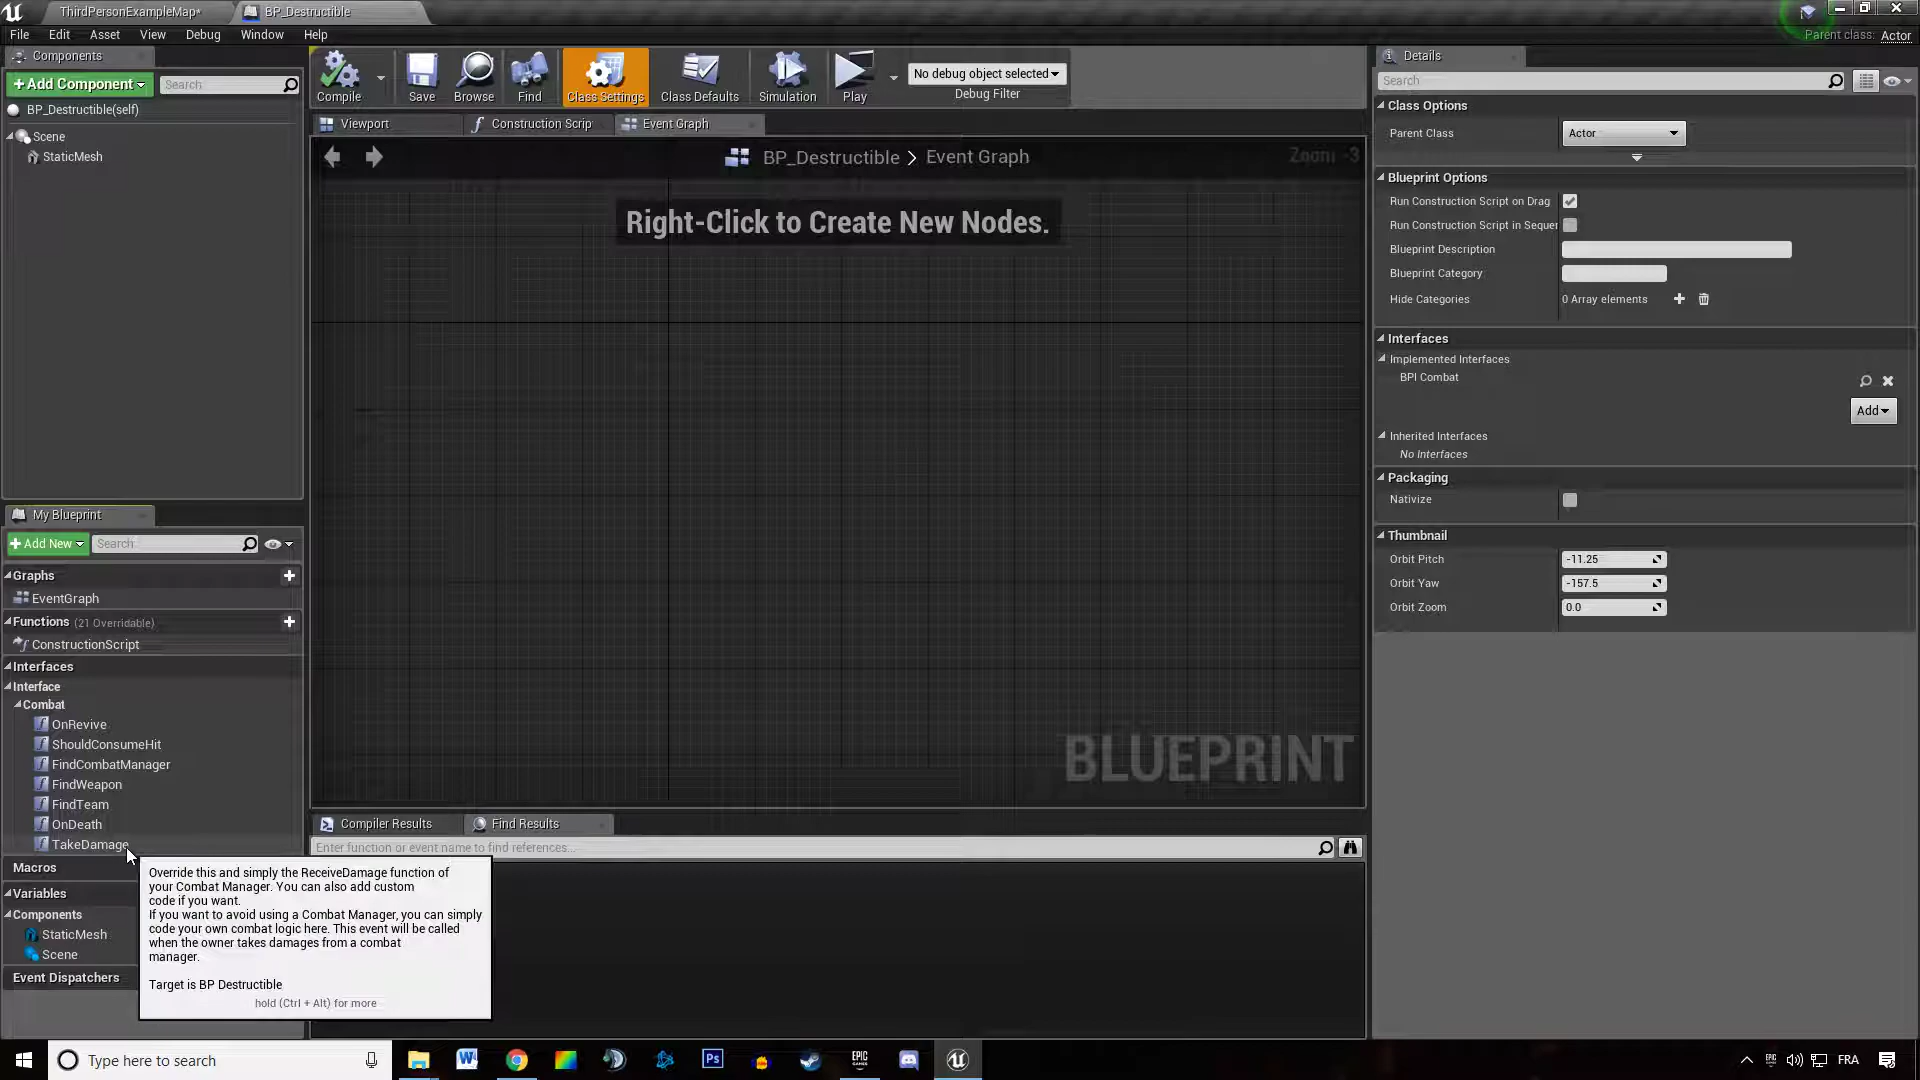 ThirdPersonExampleMap*
BP_Destructible
File Edit Asset View Debug Window Help
Parent class: Actor
Components
+ Add Component
Search
BP_Destructible(self)
Scene
StaticMesh
Compile
Save
Browse
Find
Class Settings
Class Defaults
Simulation
Play
No debug object selected
Debug Filter
Viewport
Construction Scrip
Event Graph
BP_Destructible > Event Graph
Zoom -3
Right-Click to Create New Nodes.
BLUEPRINT
My Blueprint
+ Add New
Search
Graphs
EventGraph
Functions (21 Overridable)
ConstructionScript
Interfaces
Interface
Combat
OnRevive
ShouldConsumeHit
FindCombatManager
FindWeapon
FindTeam
OnDeath
TakeDamage
Macros
Variables
Components
StaticMesh
Scene
Event Dispatchers
Override this and simply the ReceiveDamage function of
your Combat Manager. You can also add custom
code if you want.
If you want to avoid using a Combat Manager, you can simply
code your own combat logic here. This event will be called
when the owner takes damages from a combat
manager.
Target is BP Destructible
hold (Ctrl + Alt) for more
Compiler Results
Find Results
Enter function or event name to find references...
Details
Search
Class Options
Parent Class Actor
Blueprint Options
Run Construction Script on Drag
Run Construction Script in Sequer
Blueprint Description
Blueprint Category
Hide Categories 0 Array elements
Interfaces
Implemented Interfaces
BPI Combat
Add
Inherited Interfaces
No Interfaces
Packaging
Nativize
Thumbnail
Orbit Pitch -11.25
Orbit Yaw -157.5
Orbit Zoom 0.0
Type here to search
W
Ps
EPIC
GAMES
FRA